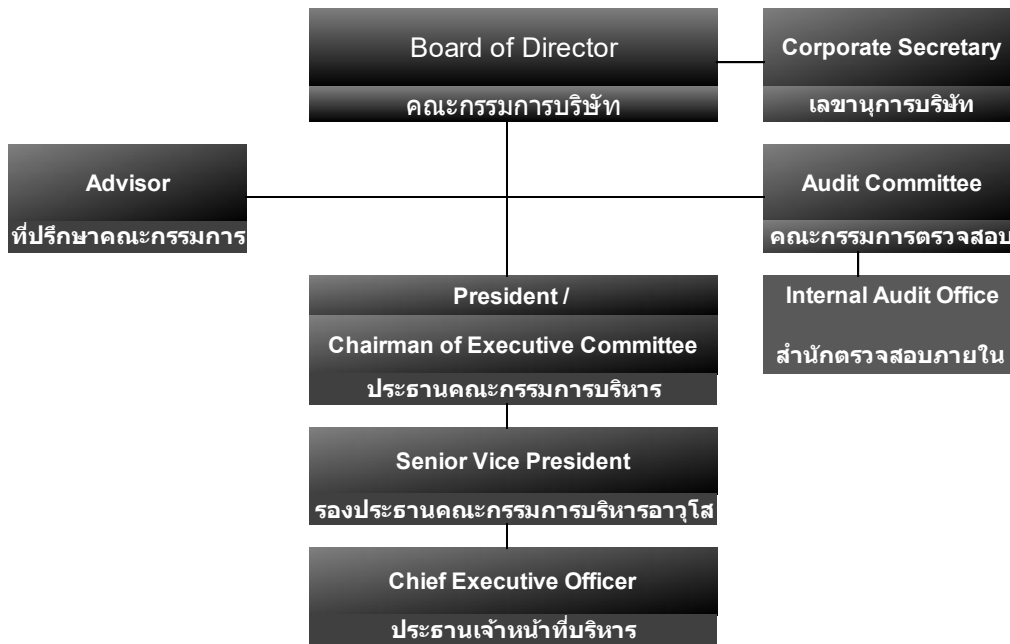 Board of Director
คณะกรรมการบริษัท
Corporate Secretary
เลขานุการบริษัท
Advisor
ที่ปรึกษาคณะกรรมการ
Audit Committee
คณะกรรมการตรวจสอบ
Internal Audit Office
สำนักตรวจสอบภายใน
President /
Chairman of Executive Committee
ประธานคณะกรรมการบริหาร
Senior Vice President
รองประธานคณะกรรมการบริหารอาวุโส
Chief Executive Officer
ประธานเจ้าหน้าที่บริหาร